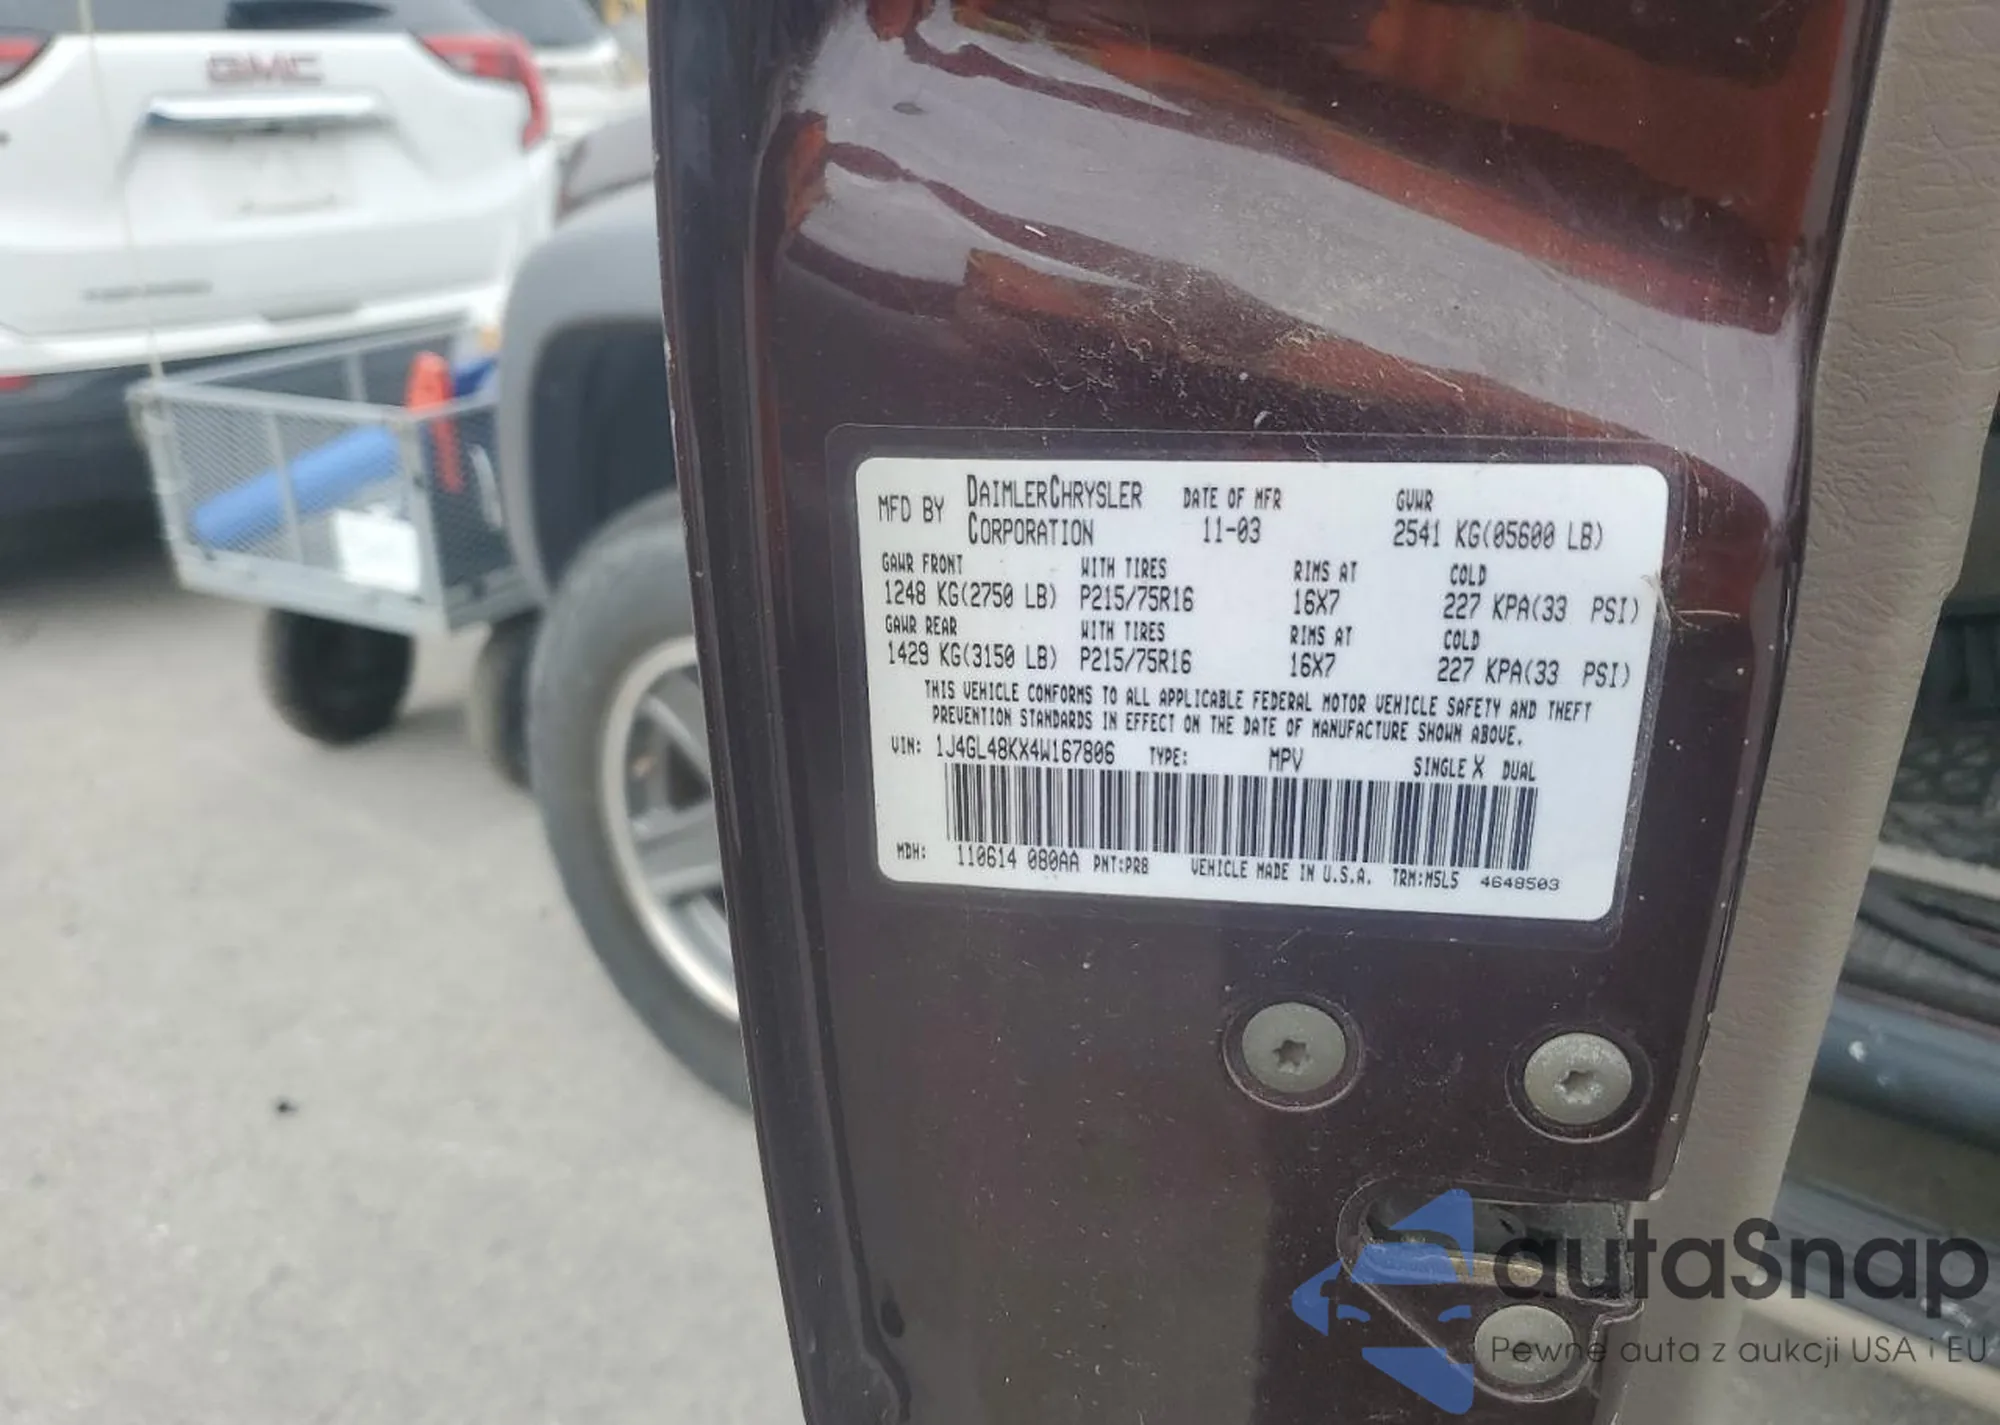 GMC
MFD BY DAIMLERCHRYSLER CORPORATION DATE OF MFR 11-03 GVWR 2541 KG(05600 LB)
GAWR FRONT WITH TIRES RIMS AT COLD
1248 KG(2750 LB) P215/75R16 16X7 227 KPA(33 PSI)
GAWR REAR WITH TIRES RIMS AT COLD
1429 KG(3150 LB) P215/75R16 16X7 227 KPA(33 PSI)
THIS VEHICLE CONFORMS TO ALL APPLICABLE FEDERAL MOTOR VEHICLE SAFETY AND THEFT
PREVENTION STANDARDS IN EFFECT ON THE DATE OF MANUFACTURE SHOWN ABOVE.
VIN: 1J4GL48KX4W167806 TYPE: MPV SINGLE X DUAL
MDH: 110614 080AA PNT:PR8 VEHICLE MADE IN U.S.A. TRM:M5L5 4648503
autaSnap
Pewne auta z aukcji USA i EU